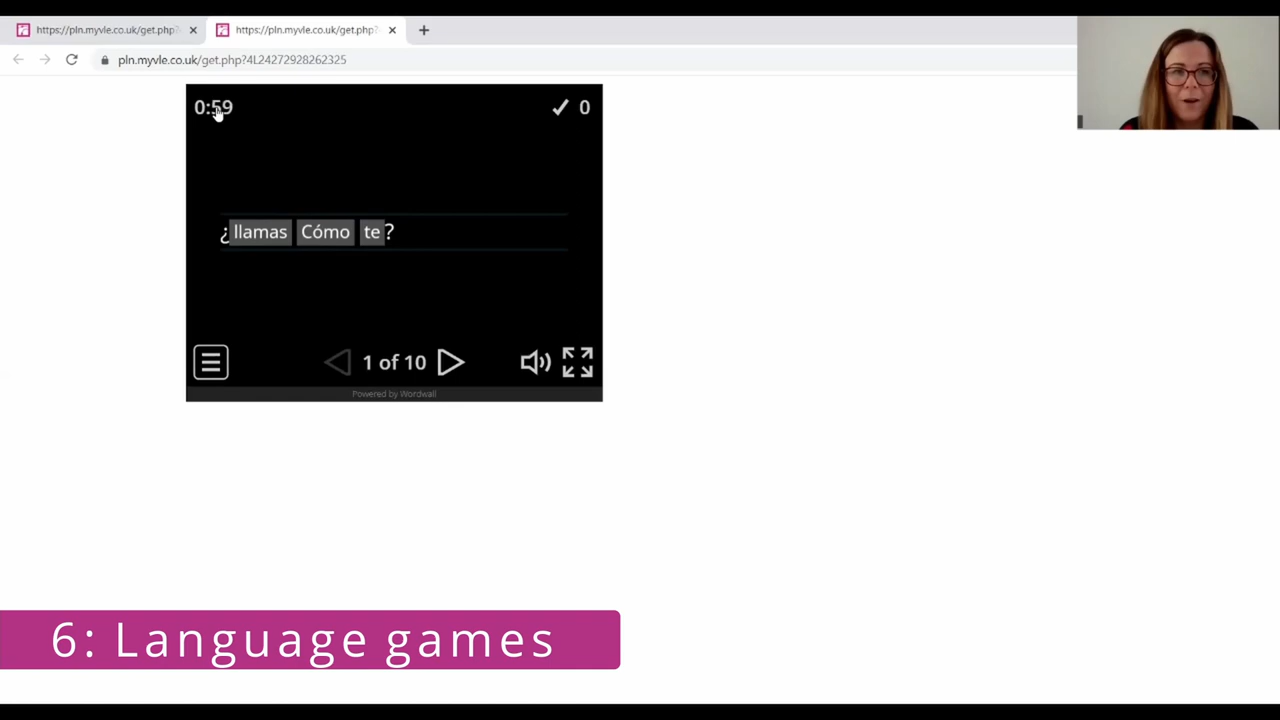 https://pln.myvle.co.uk/get.php?
https://pln.myvle.co.uk/get.php?
pln.myvle.co.uk/get.php?4L24272928262325
0:59
0
¿llamas Cómo te?
1 of 10
Powered by Wordwall
6: Language games